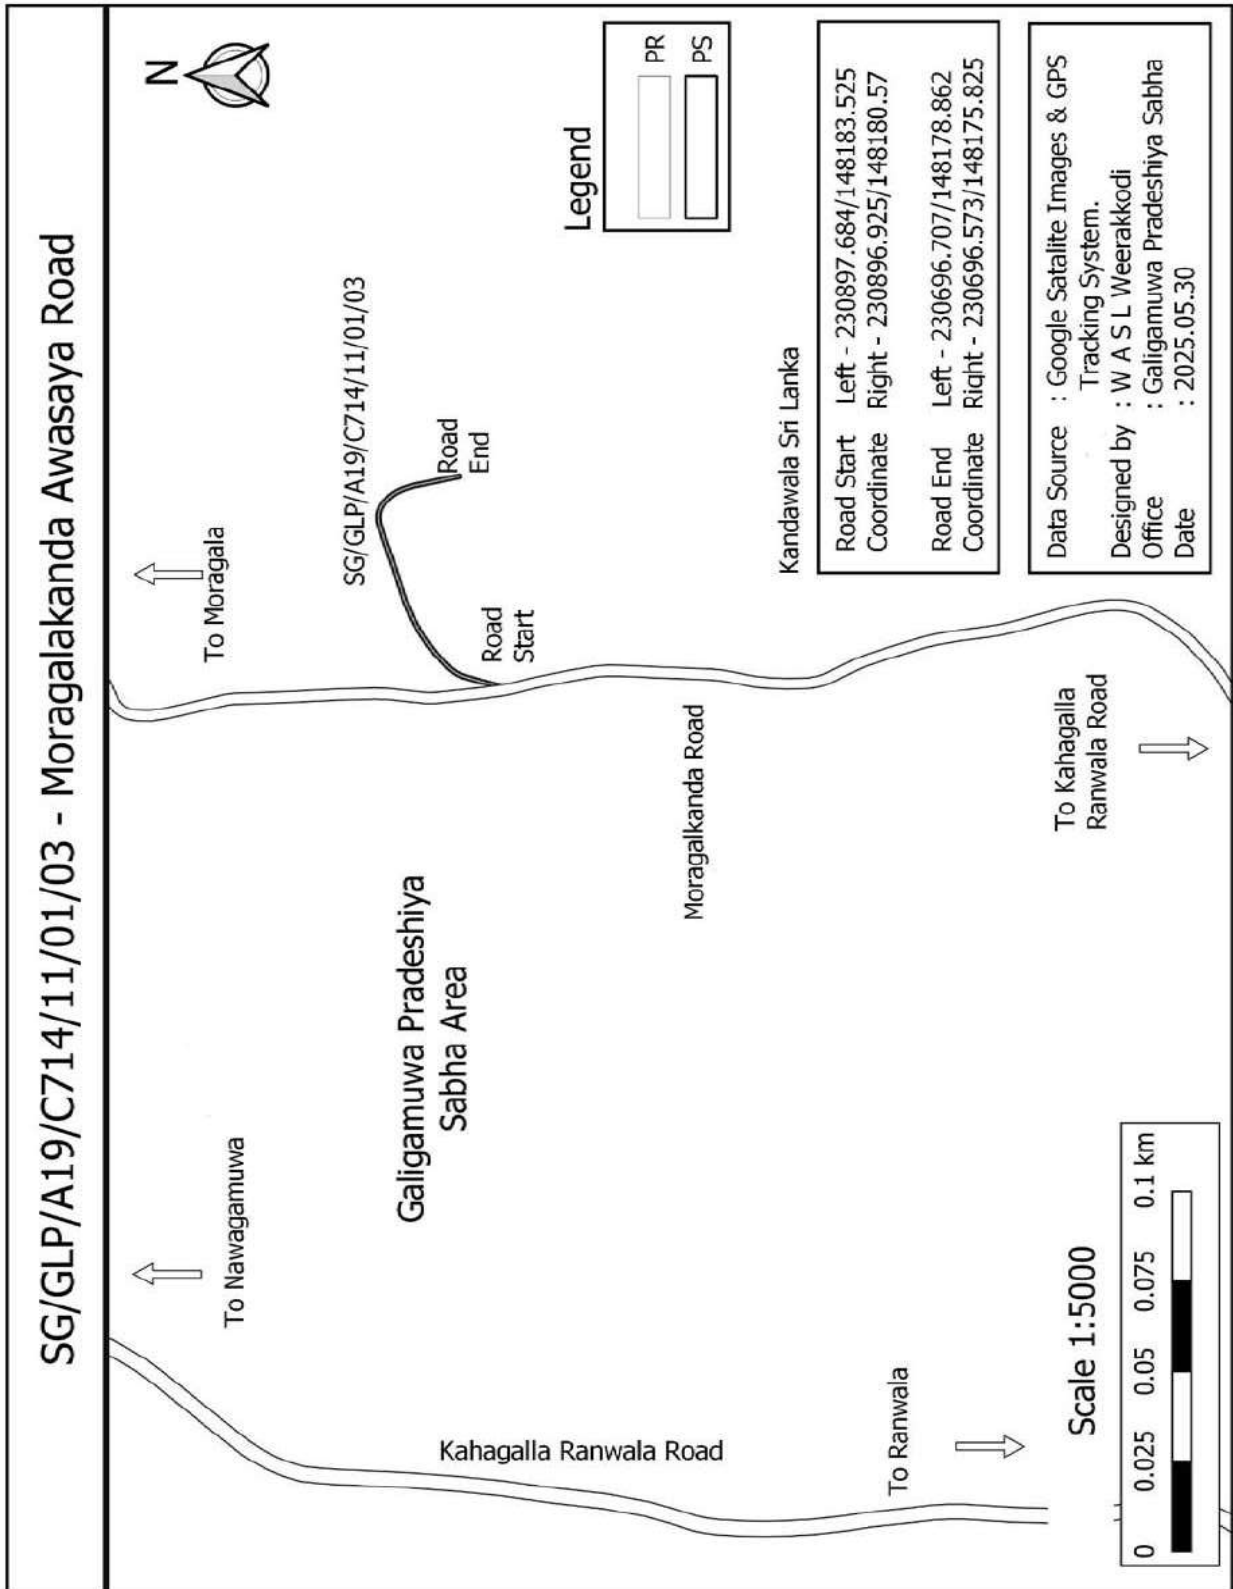 SG/GLP/A19/C714/11/01/03 - Moragalakanda Awasaya Road
N
To Nawagamuwa
To Moragala
SG/GLP/A19/C714/11/01/03
Road
End
Road
Start
Galigamuwa Pradeshiya
Sabha Area
Kahagalla Ranwala Road
Moragalkanda Road
To Ranwala
To Kahagalla
Ranwala Road
Legend
PR
PS
Kandawala Sri Lanka
Road Start Left - 230897.684/148183.525
Coordinate Right - 230896.925/148180.57
Road End Left - 230696.707/148178.862
Coordinate Right - 230696.573/148175.825
Data Source : Google Satalite Images & GPS
Tracking System.
Designed by : W A S L Weerakkodi
Office : Galigamuwa Pradeshiya Sabha
Date : 2025.05.30
Scale 1:5000
0 0.025 0.05 0.075 0.1 km